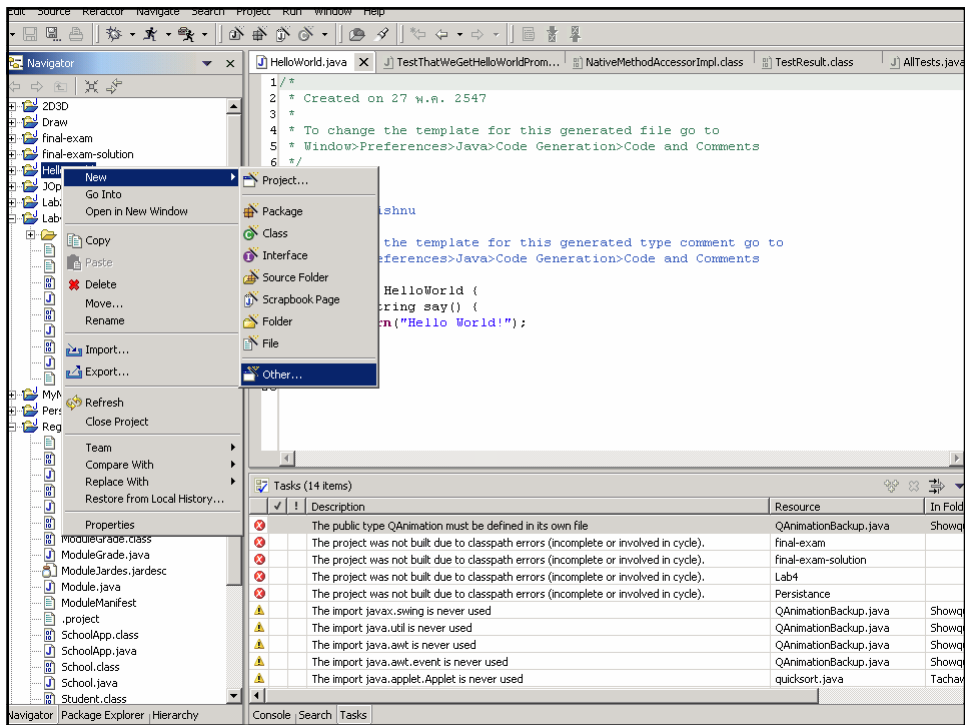 Edit Source Refactor Navigate Search Project Run Window Help
Navigator
HelloWorld.java
TestThatWeGetHelloWorldProm...
NativeMethodAccessorImpl.class
TestResult.class
AllTests.java
2D3D
Draw
final-exam
final-exam-solution
New
Go Into
Open in New Window
Copy
Paste
Delete
Move...
Rename
Import...
Export...
Refresh
Close Project
Team
Compare With
Replace With
Restore from Local History...
Properties
Project...
Package
Class
Interface
Source Folder
Scrapbook Page
Folder
File
Other...
1 /*
2 * Created on 27 พ.ค. 2547
3 *
4 * To change the template for this generated file go to
5 * Window>Preferences>Java>Code Generation>Code and Comments
6 */
the template for this generated type comment go to
eferences>Java>Code Generation>Code and Comments
HelloWorld {
tring say() {
rn("Hello World!");
ModuleGrade.class
ModuleGrade.java
ModuleJardes.jardesc
Module.java
ModuleManifest
.project
SchoolApp.class
SchoolApp.java
School.class
School.java
Student.class
Navigator Package Explorer Hierarchy
Tasks (14 items)
! Description Resource In Fold
The public type QAnimation must be defined in its own file QAnimationBackup.java Showq
The project was not built due to classpath errors (incomplete or involved in cycle). final-exam
The project was not built due to classpath errors (incomplete or involved in cycle). final-exam-solution
The project was not built due to classpath errors (incomplete or involved in cycle). Lab4
The project was not built due to classpath errors (incomplete or involved in cycle). Persistance
The import javax.swing is never used QAnimationBackup.java Showq
The import java.util is never used QAnimationBackup.java Showq
The import java.awt is never used QAnimationBackup.java Showq
The import java.awt.event is never used QAnimationBackup.java Showq
The import java.applet.Applet is never used quicksort.java Tachaw
Console Search Tasks